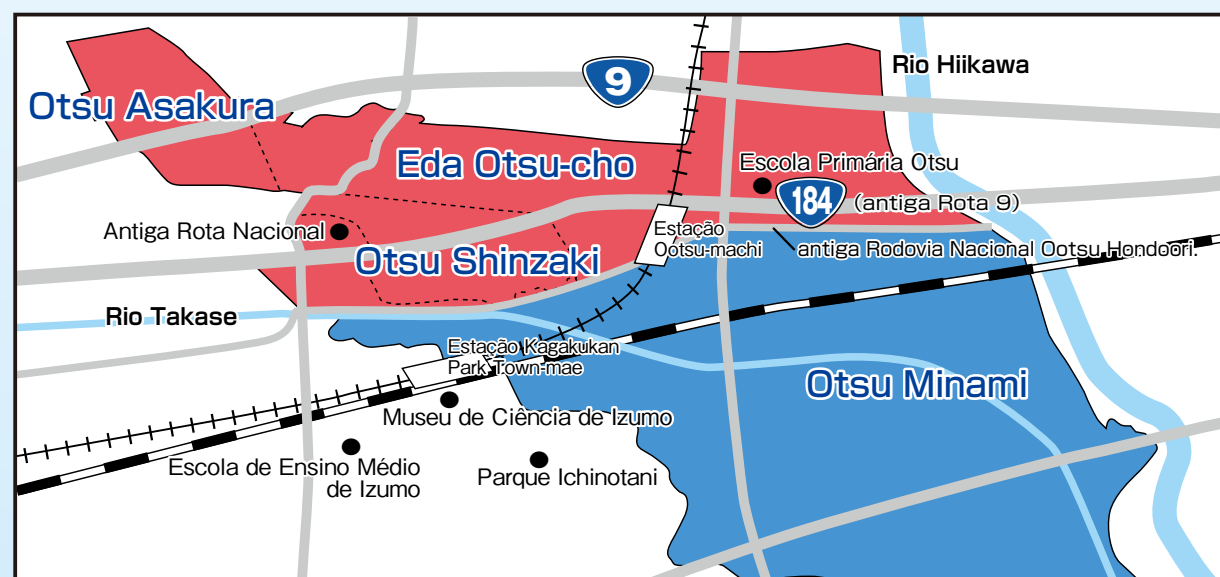 Rio Hiikawa
9
Otsu Asakura
Eda Otsu-cho
Escola Primária Otsu
184
(antiga Rota 9)
Antiga Rota Nacional
Estação
Ootsu-machi
antiga Rodovia Nacional Ootsu Hondoori.
Otsu Shinzaki
Rio Takase
Estação Kagakukan
Park Town-mae
Otsu Minami
Museu de Ciência de Izumo
Escola de Ensino Médio
de Izumo
Parque Ichinotani